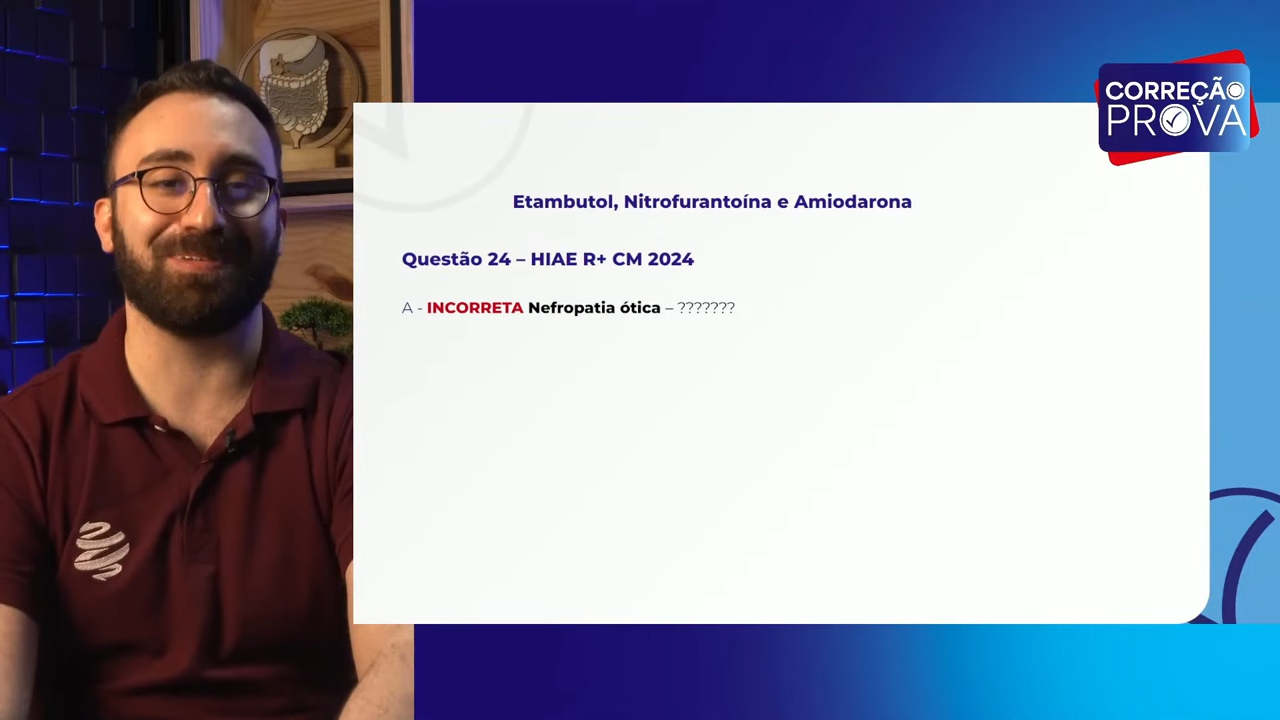 CORREÇÃO
PROVA
Etambutol, Nitrofurantoína e Amiodarona
Questão 24 – HIAE R+ CM 2024
A - INCORRETA Nefropatia ótica – ???????